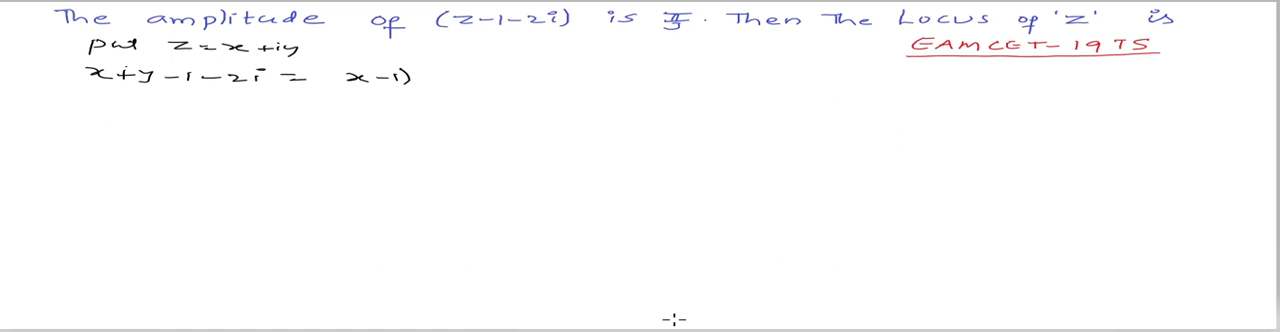 The amplitude of (z-1-2i) is π/3. Then The Locus of 'z' is
EAMCET-19 TS
put z=x+iy
x+iy-1-2i = x-1)